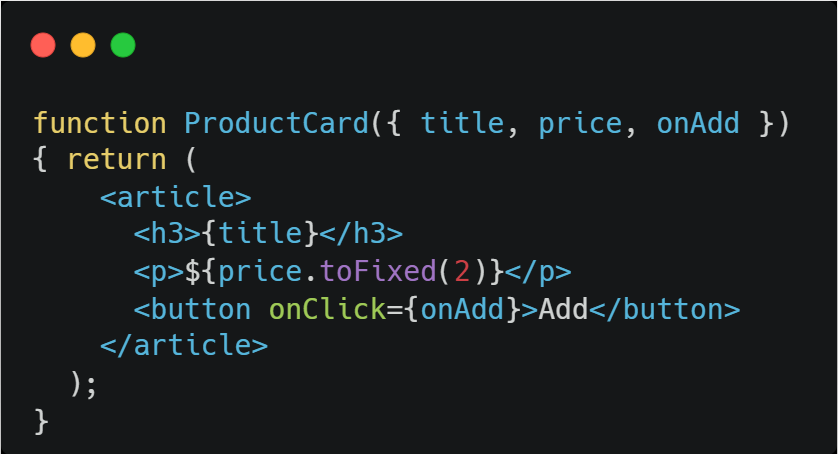 function ProductCard({ title, price, onAdd })
{ return (
    <article>
      <h3>{title}</h3>
      <p>${price.toFixed(2)}</p>
      <button onClick={onAdd}>Add</button>
    </article>
  );
}